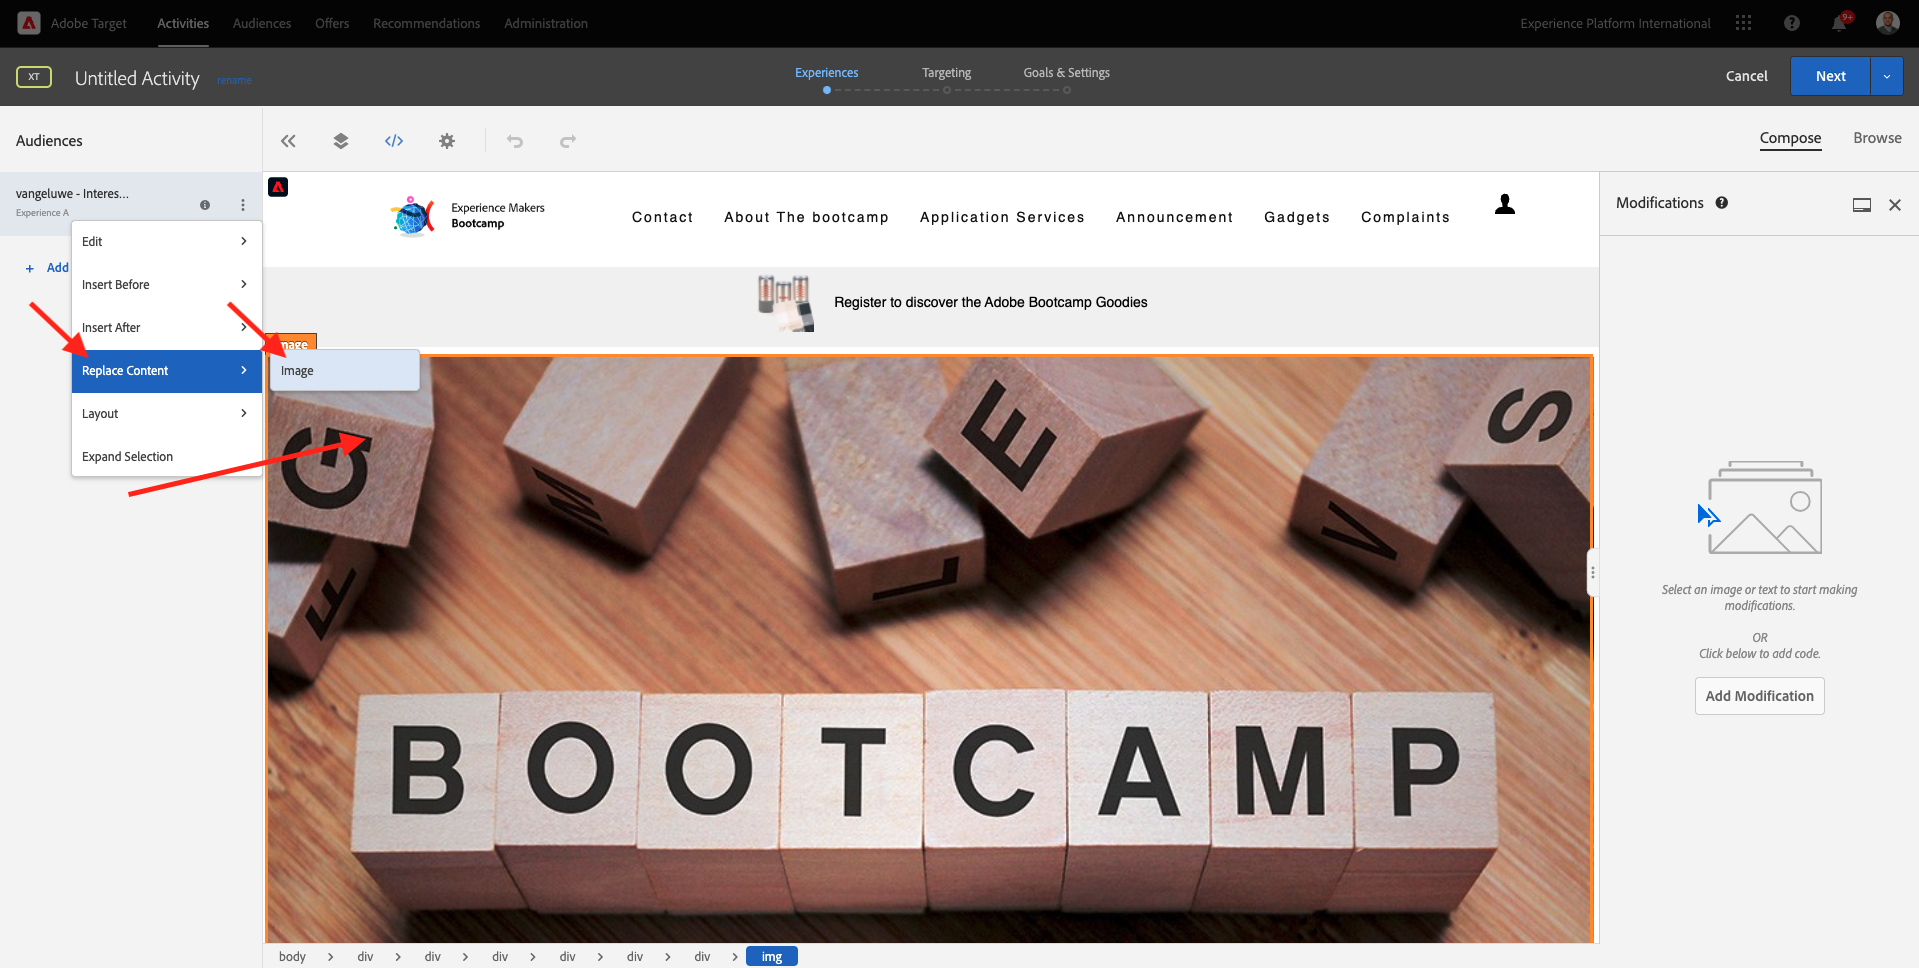 Adobe Target
Activities
Audiences
Offers
Recommendations
Administration
Experience Platform International
9+
XT
Untitled Activity
rename
Experiences
Targeting
Goals & Settings
Cancel
Next
Audiences
</>
Compose
Browse
vangeluwe - Interes...
Experience A
+ Add
Edit
Insert Before
Insert After
Replace Content
Layout
Expand Selection
Experience Makers
Bootcamp
Contact
About The bootcamp
Application Services
Announcement
Gadgets
Complaints
Register to discover the Adobe Bootcamp Goodies
Image
Modifications
G
M
E
S
L
V
F
BOOTCAMP
Select an image or text to start making
modifications.
OR
Click below to add code.
Add Modification
body > div > div > div > div > div > div > img